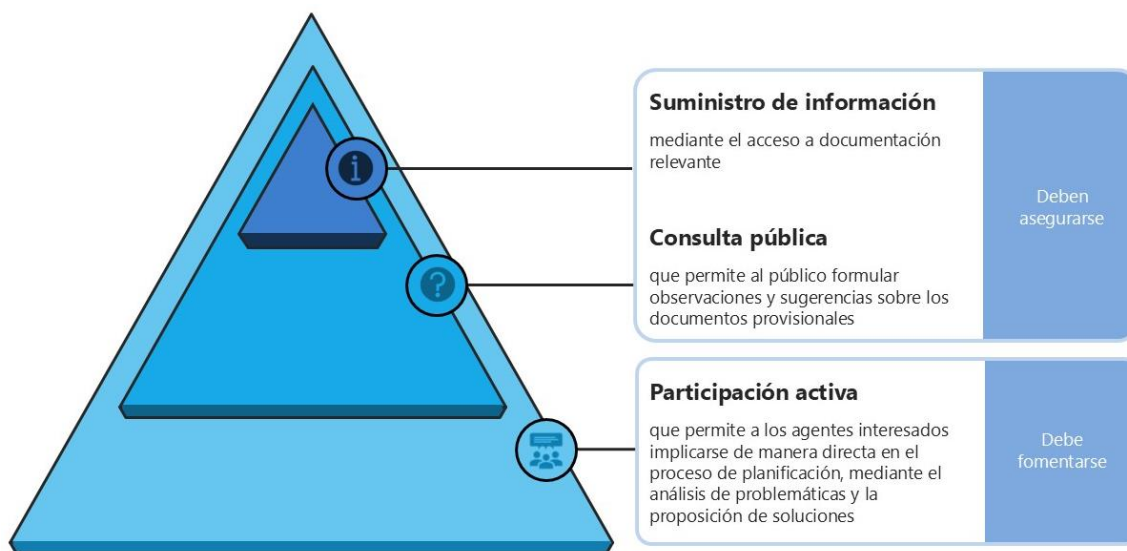 Suministro de información
mediante el acceso a documentación
relevante
Consulta pública
que permite al público formular
observaciones y sugerencias sobre los
documentos provisionales
Deben
asegurarse
Participación activa
que permite a los agentes interesados
implicarse de manera directa en el
proceso de planificación, mediante el
análisis de problemáticas y la
proposición de soluciones
Debe
fomentarse